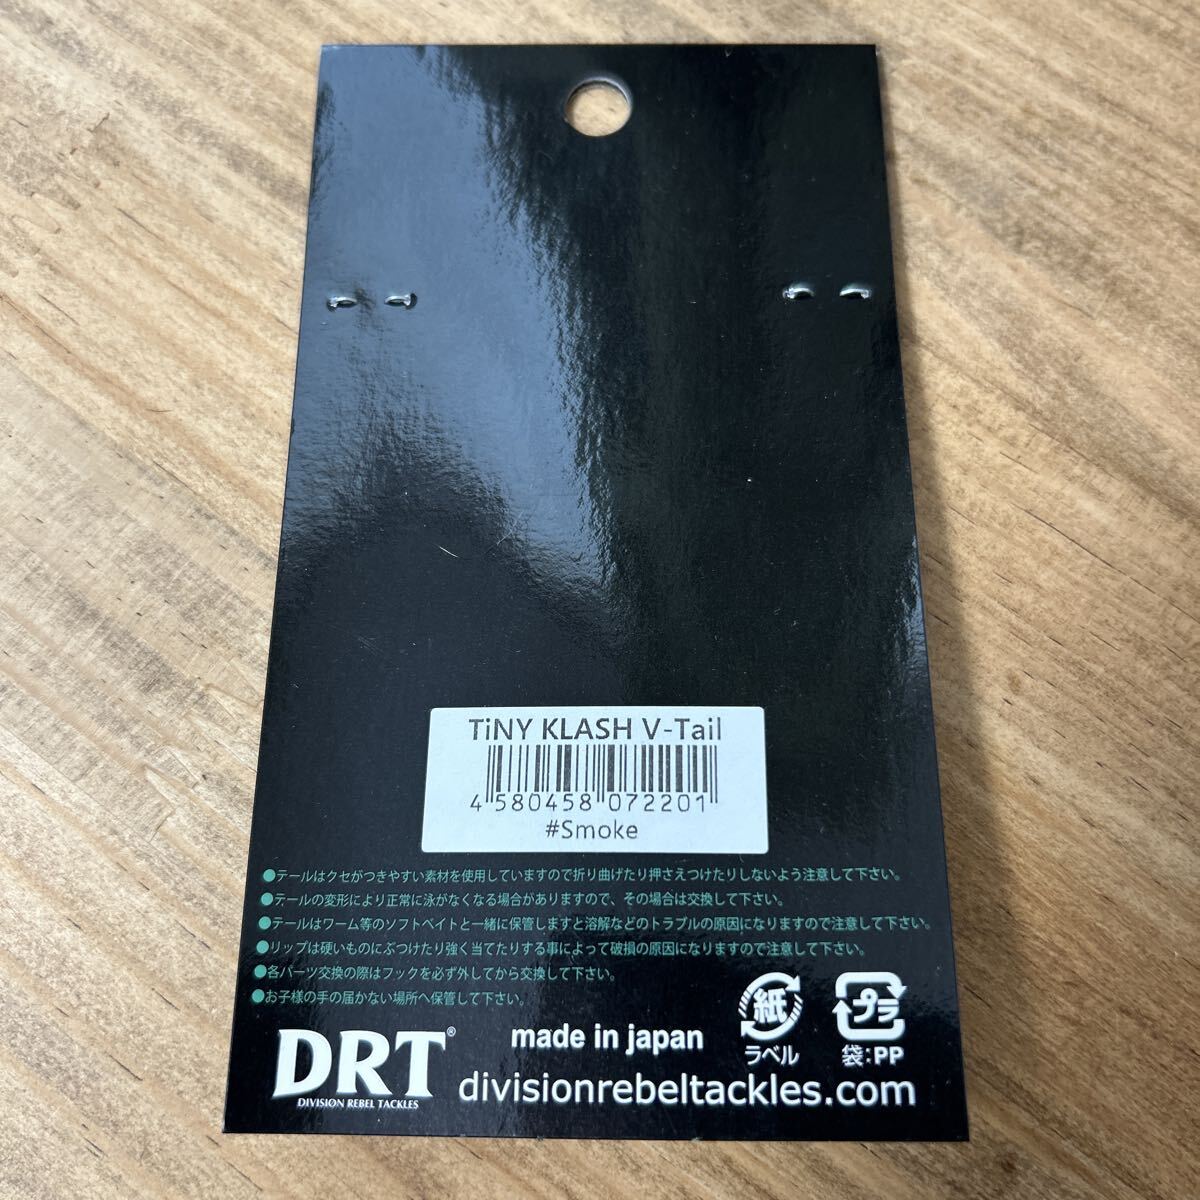 TiNY KLASH V-Tail
4 580458 072201
#Smoke
●テールはクセがつきやすい素材を使用していますので折り曲げたり押さえつけたりしないよう注意して下さい。
●テールの変形により正常に泳がなくなる場合がありますので、その場合は交換して下さい。
●テールはワーム等のソフトベイトと一緒に保管しますと溶解などのトラブルの原因になりますので注意して下さい。
●リップは硬いものにぶつけたり強く当てたりする事によって破損の原因になりますので注意して下さい。
●各パーツ交換の際はフックを必ず外してから交換して下さい。
●お子様の手の届かない場所へ保管して下さい。
DRT®
DIVISION REBEL TACKLES
made in japan
divisionrebeltackles.com
紙
ラベル
プラ
袋:PP